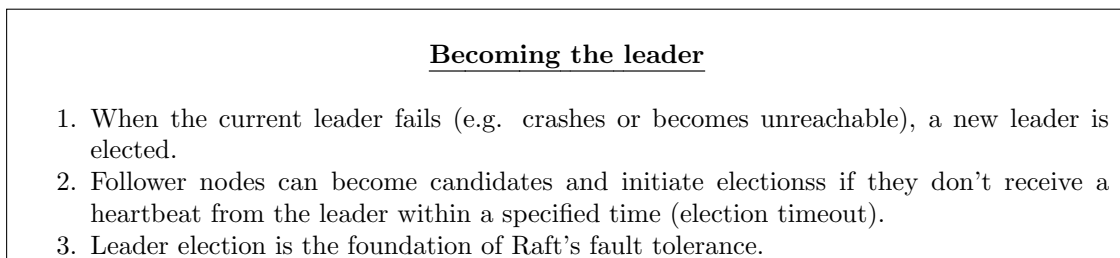 Becoming the leader
1. When the current leader fails (e.g. crashes or becomes unreachable), a new leader is
elected.
2. Follower nodes can become candidates and initiate electionss if they don't receive a
heartbeat from the leader within a specified time (election timeout).
3. Leader election is the foundation of Raft's fault tolerance.